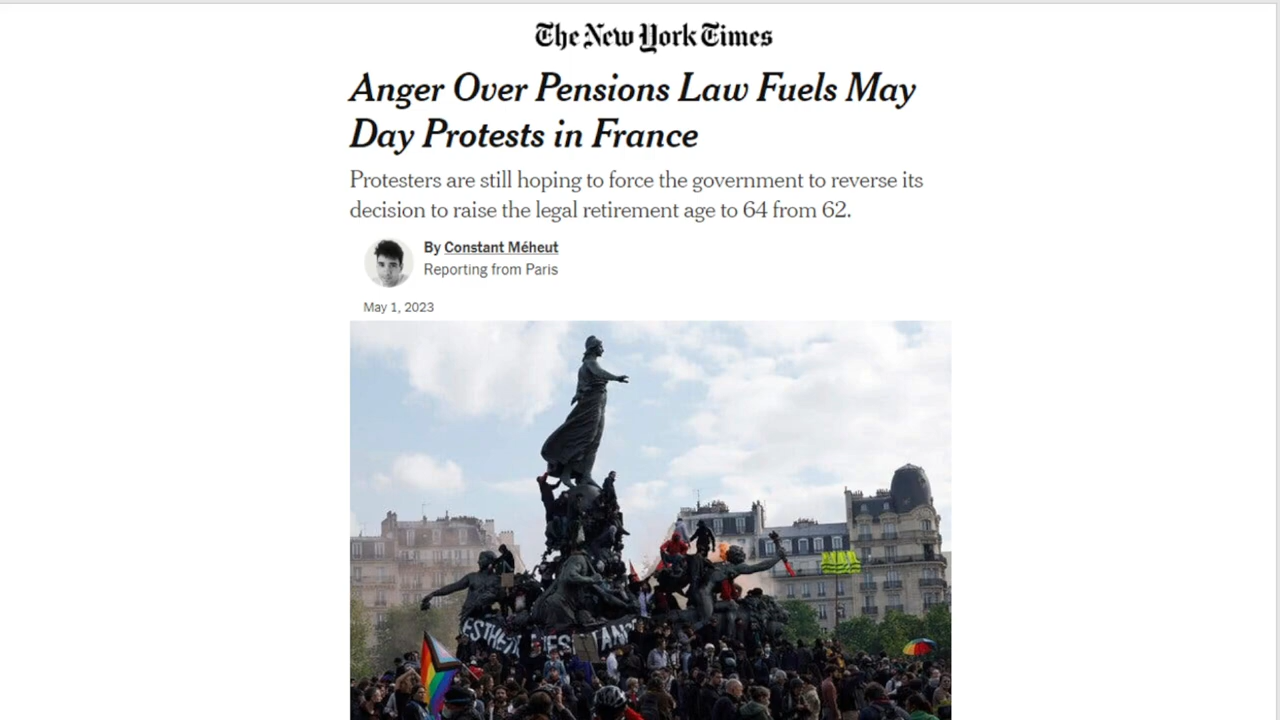 The New York Times
Anger Over Pensions Law Fuels May
Day Protests in France
Protesters are still hoping to force the government to reverse its
decision to raise the legal retirement age to 64 from 62.
By Constant Méheut
Reporting from Paris
May 1, 2023